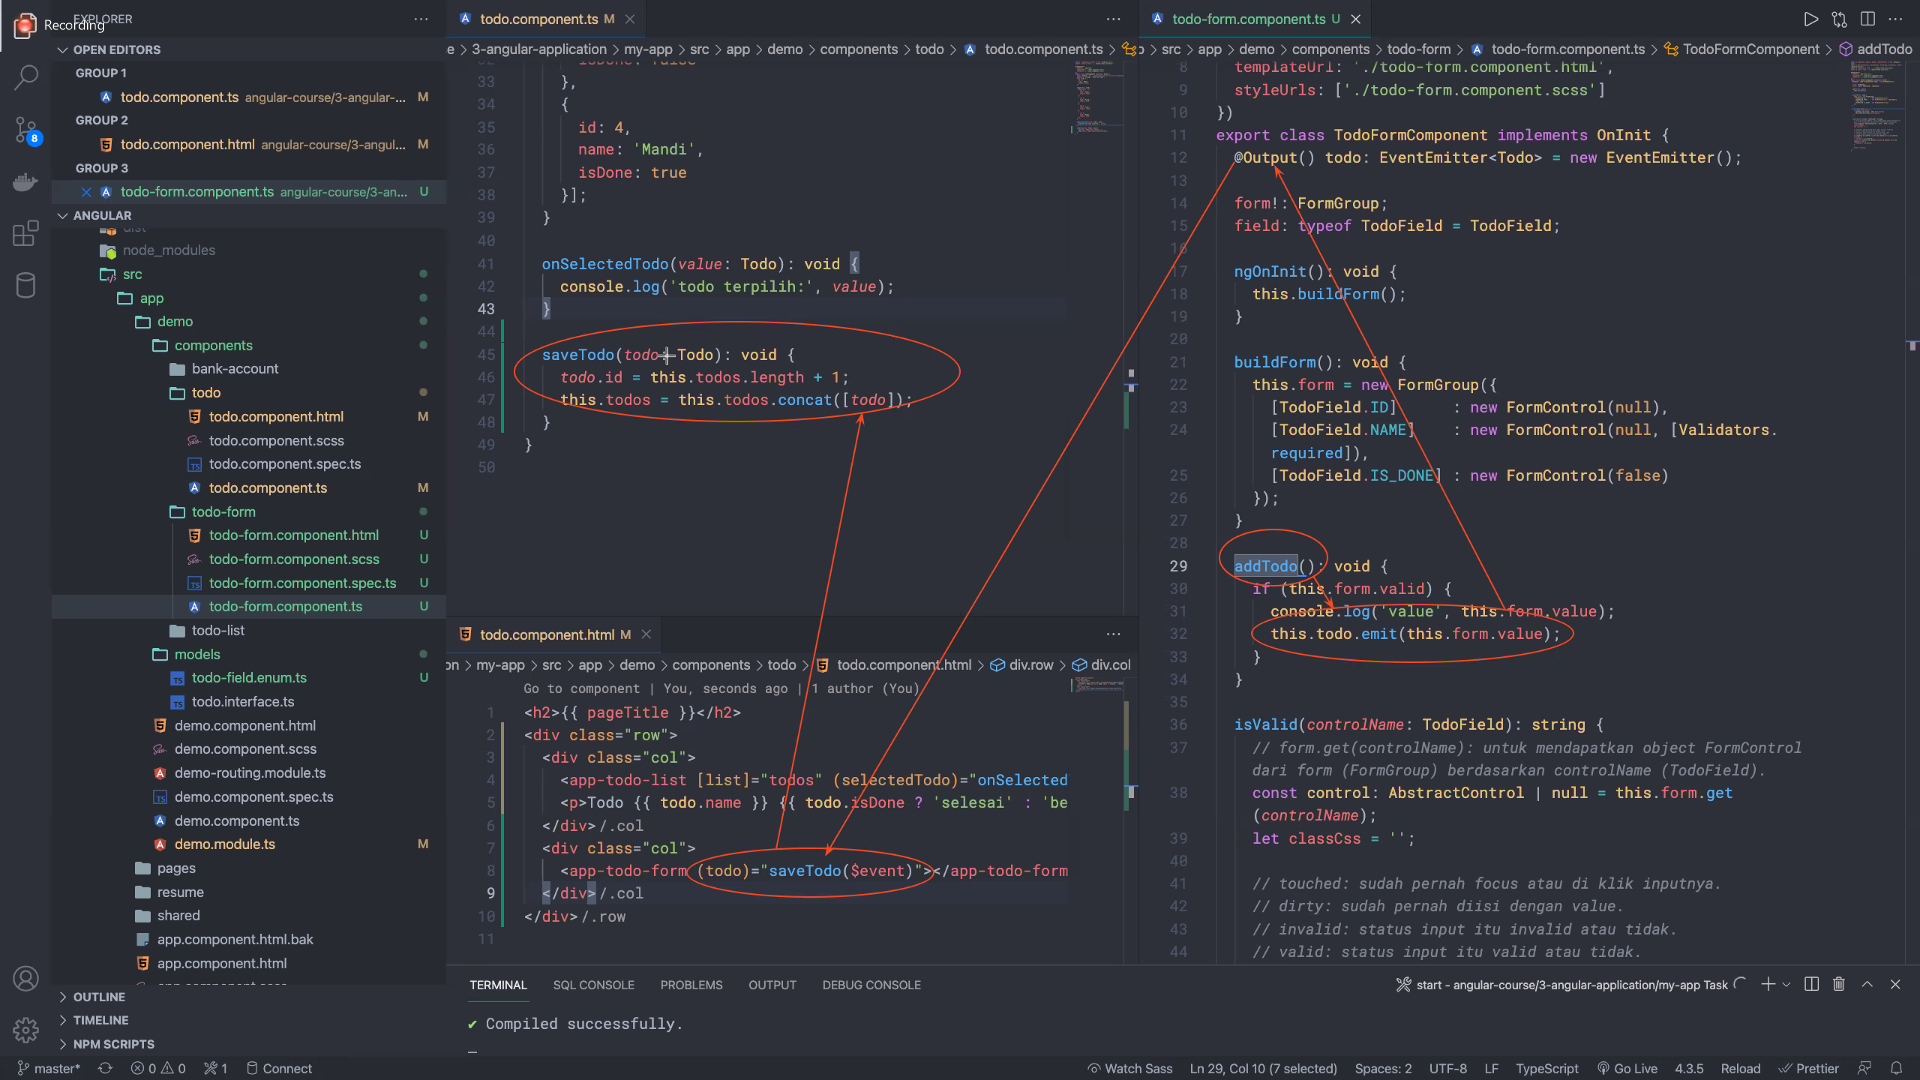 Recording
EXPLORER
OPEN EDITORS
GROUP 1
todo.component.ts angular-course/3-angular-... M
GROUP 2
todo.component.html angular-course/3-angul... M
GROUP 3
todo-form.component.ts angular-course/3-an... U
ANGULAR
node_modules
src
app
demo
components
bank-account
todo
todo.component.html
todo.component.scss
todo.component.spec.ts
todo.component.ts M
todo-form
todo-form.component.html U
todo-form.component.scss U
todo-form.component.spec.ts U
todo-form.component.ts U
todo-list
models
todo-field.enum.ts U
todo.interface.ts
demo.component.html
demo.component.scss
demo-routing.module.ts
demo.component.spec.ts
demo.component.ts
demo.module.ts M
pages
resume
shared
app.component.html.bak
app.component.html
OUTLINE
TIMELINE
NPM SCRIPTS
8
todo.component.ts M
e > 3-angular-application > my-app > src > app > demo > components > todo > todo.component.ts >
33 },
34 {
35 id: 4,
36 name: 'Mandi',
37 isDone: true
38 }];
39 }
40
41 onSelectedTodo(value: Todo): void {
42 console.log('todo terpilih:', value);
43 }
44
45 saveTodo(todo: Todo): void {
46 todo.id = this.todos.length + 1;
47 this.todos = this.todos.concat([todo]);
48 }
49 }
50
todo.component.html M
on > my-app > src > app > demo > components > todo > todo.component.html > div.row > div.col
Go to component | You, seconds ago | 1 author (You)
1 <h2>{{ pageTitle }}</h2>
2 <div class="row">
3 <div class="col">
4 <app-todo-list [list]="todos" (selectedTodo)="onSelected
5 <p>Todo {{ todo.name }} {{ todo.isDone ? 'selesai' : 'be
6 </div>/.col
7 <div class="col">
8 <app-todo-form (todo)="saveTodo($event)"></app-todo-form
9 </div>/.col
10 </div>/.row
11
todo-form.component.ts U
> src > app > demo > components > todo-form > todo-form.component.ts > TodoFormComponent > addTodo
8 templateUrl: './todo-form.component.html',
9 styleUrls: ['./todo-form.component.scss']
10 })
11 export class TodoFormComponent implements OnInit {
12 @Output() todo: EventEmitter<Todo> = new EventEmitter();
13
14 form!: FormGroup;
15 field: typeof TodoField = TodoField;
16
17 ngOnInit(): void {
18 this.buildForm();
19 }
20
21 buildForm(): void {
22 this.form = new FormGroup({
23 [TodoField.ID] : new FormControl(null),
24 [TodoField.NAME] : new FormControl(null, [Validators.
required]),
25 [TodoField.IS_DONE] : new FormControl(false)
26 });
27 }
28
29 addTodo(): void {
30 if (this.form.valid) {
31 console.log('value', this.form.value);
32 this.todo.emit(this.form.value);
33 }
34 }
35
36 isValid(controlName: TodoField): string {
37 // form.get(controlName): untuk mendapatkan object FormControl
dari form (FormGroup) berdasarkan controlName (TodoField).
38 const control: AbstractControl | null = this.form.get
(controlName);
39 let classCss = '';
40
41 // touched: sudah pernah focus atau di klik inputnya.
42 // dirty: sudah pernah diisi dengan value.
43 // invalid: status input itu invalid atau tidak.
44 // valid: status input itu valid atau tidak.
TERMINAL SQL CONSOLE PROBLEMS OUTPUT DEBUG CONSOLE
start - angular-course/3-angular-application/my-app Task
✔ Compiled successfully.
master* 0 0 1 Connect
Watch Sass Ln 29, Col 10 (7 selected) Spaces: 2 UTF-8 LF TypeScript Go Live 4.3.5 Reload Prettier